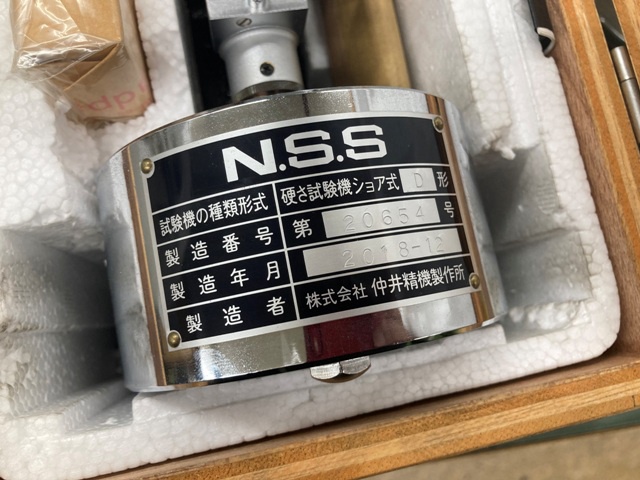 N.S.S
試験機の種類形式 硬さ試験機ショア式 D 形
製造番号 第 20654 号
製造年月 2018-12
製造者 株式会社 仲井精機製作所